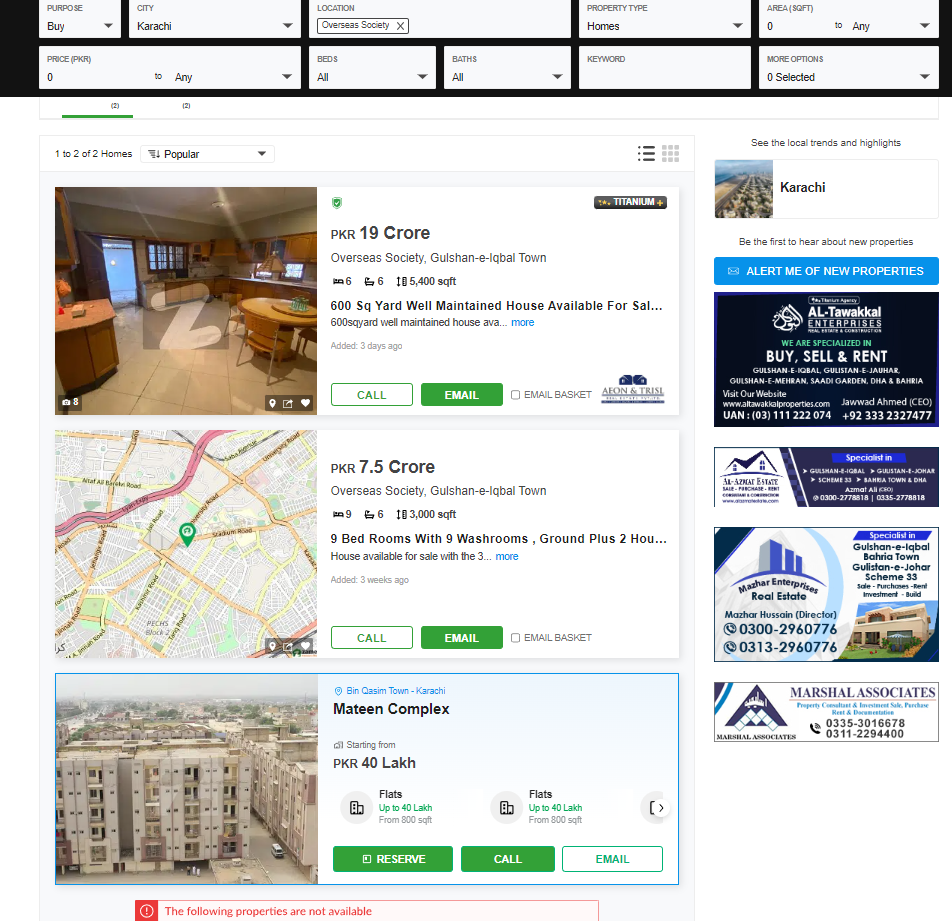 PURPOSE
Buy
CITY
Karachi
LOCATION
Overseas Society X
PROPERTY TYPE
Homes
AREA (SQFT)
0 to Any
PRICE (PKR)
0 to Any
BEDS
All
BATHS
All
KEYWORD
MORE OPTIONS
0 Selected
(2) (2)
1 to 2 of 2 Homes
Popular
TITANIUM +
PKR 19 Crore
Overseas Society, Gulshan-e-Iqbal Town
6 6 5,400 sqft
600 Sq Yard Well Maintained House Available For Sal...
600sqyard well maintained house ava... more
Added: 3 days ago
CALL EMAIL EMAIL BASKET
AEON & TRISL
8
PKR 7.5 Crore
Overseas Society, Gulshan-e-Iqbal Town
9 6 3,000 sqft
9 Bed Rooms With 9 Washrooms , Ground Plus 2 Hou...
House available for sale with the 3... more
Added: 3 weeks ago
CALL EMAIL EMAIL BASKET
University Road
Stadium Road
PECHS
Block 2
Bin Qasim Town - Karachi
Mateen Complex
Starting from
PKR 40 Lakh
Flats
Up to 40 Lakh
From 800 sqft
Flats
Up to 40 Lakh
From 800 sqft
RESERVE CALL EMAIL
The following properties are not available
See the local trends and highlights
Karachi
Be the first to hear about new properties
ALERT ME OF NEW PROPERTIES
Titanium Agency
AL-Tawakkal
ENTERPRISES
REAL ESTATE & CONSTRUCTION
WE ARE SPECIALIZED IN
BUY, SELL & RENT
GULSHAN-E-IQBAL, GULISTAN-E-JAUHAR,
GULSHAN-E-MEHRAN, SAADI GARDEN, DHA & BAHRIA
Visit Our Website
www.altawakkalproperties.com
Jawwad Ahmed (CEO)
UAN : (03) 111 222 074 +92 333 2327477
AL-AZMAT ESTATE
SALE - PURCHASE - RENT
CONSULTANT & CONSTRUCTION
www.alazmatestate.com
Specialist in
GULSHAN-E-IQBAL GULISTAN-E-JOHAR
SCHEME 33 BAHRIA TOWN & DHA
Azmat Ali (CEO)
0300-2778818 | 0335-2778818
Mazhar Enterprises
Real Estate
Specialist in
Gulshan-e-Iqbal
Bahria Town
Gulistan-e-Johar
Scheme 33
Sale - Purchases -Rent
Investment - Build
Mazhar Hussain (Director)
0300-2960776
0313-2960776
MARSHAL ASSOCIATES
MARSHAL ASSOCIATES
Property Consultant & Investment Sale, Purchase
Rent & Documentation
0335-3016678
0311-2294400